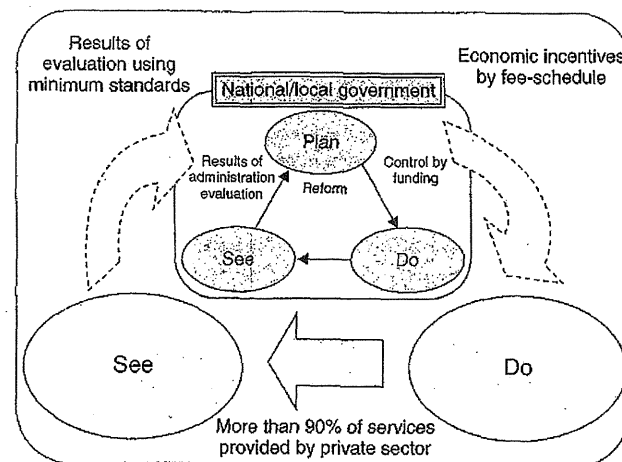 Results of
evaluation using
minimum standards
Economic incentives
by fee-schedule
National/local government
Plan
Results of
administration
evaluation
Reform
Control by
funding
See
Do
See
Do
More than 90% of services
provided by private sector